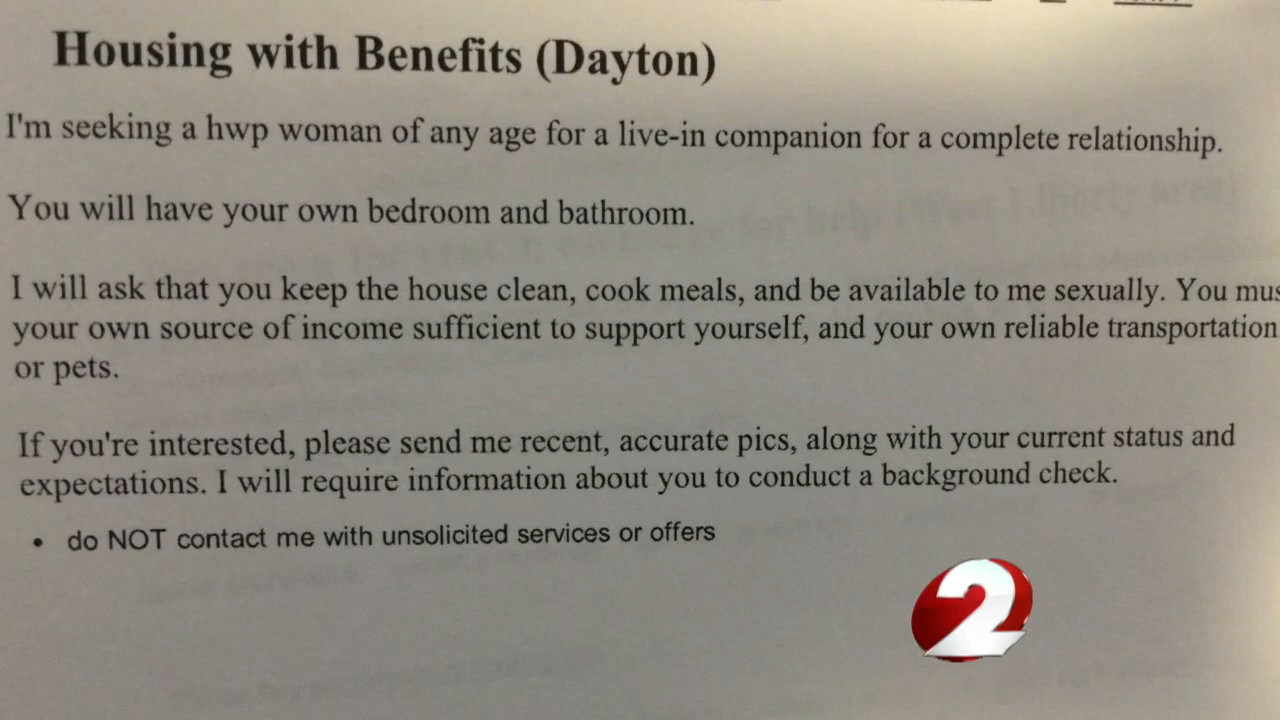 Housing with Benefits (Dayton)
I'm seeking a hwp woman of any age for a live-in companion for a complete relationship.
You will have your own bedroom and bathroom.
I will ask that you keep the house clean, cook meals, and be available to me sexually. You
your own source of income sufficient to support yourself, and your own reliable transportation
or pets.
If you're interested, please send me recent, accurate pics, along with your current status and
expectations. I will require information about you to conduct a background check.
• do NOT contact me with unsolicited services or offers
2